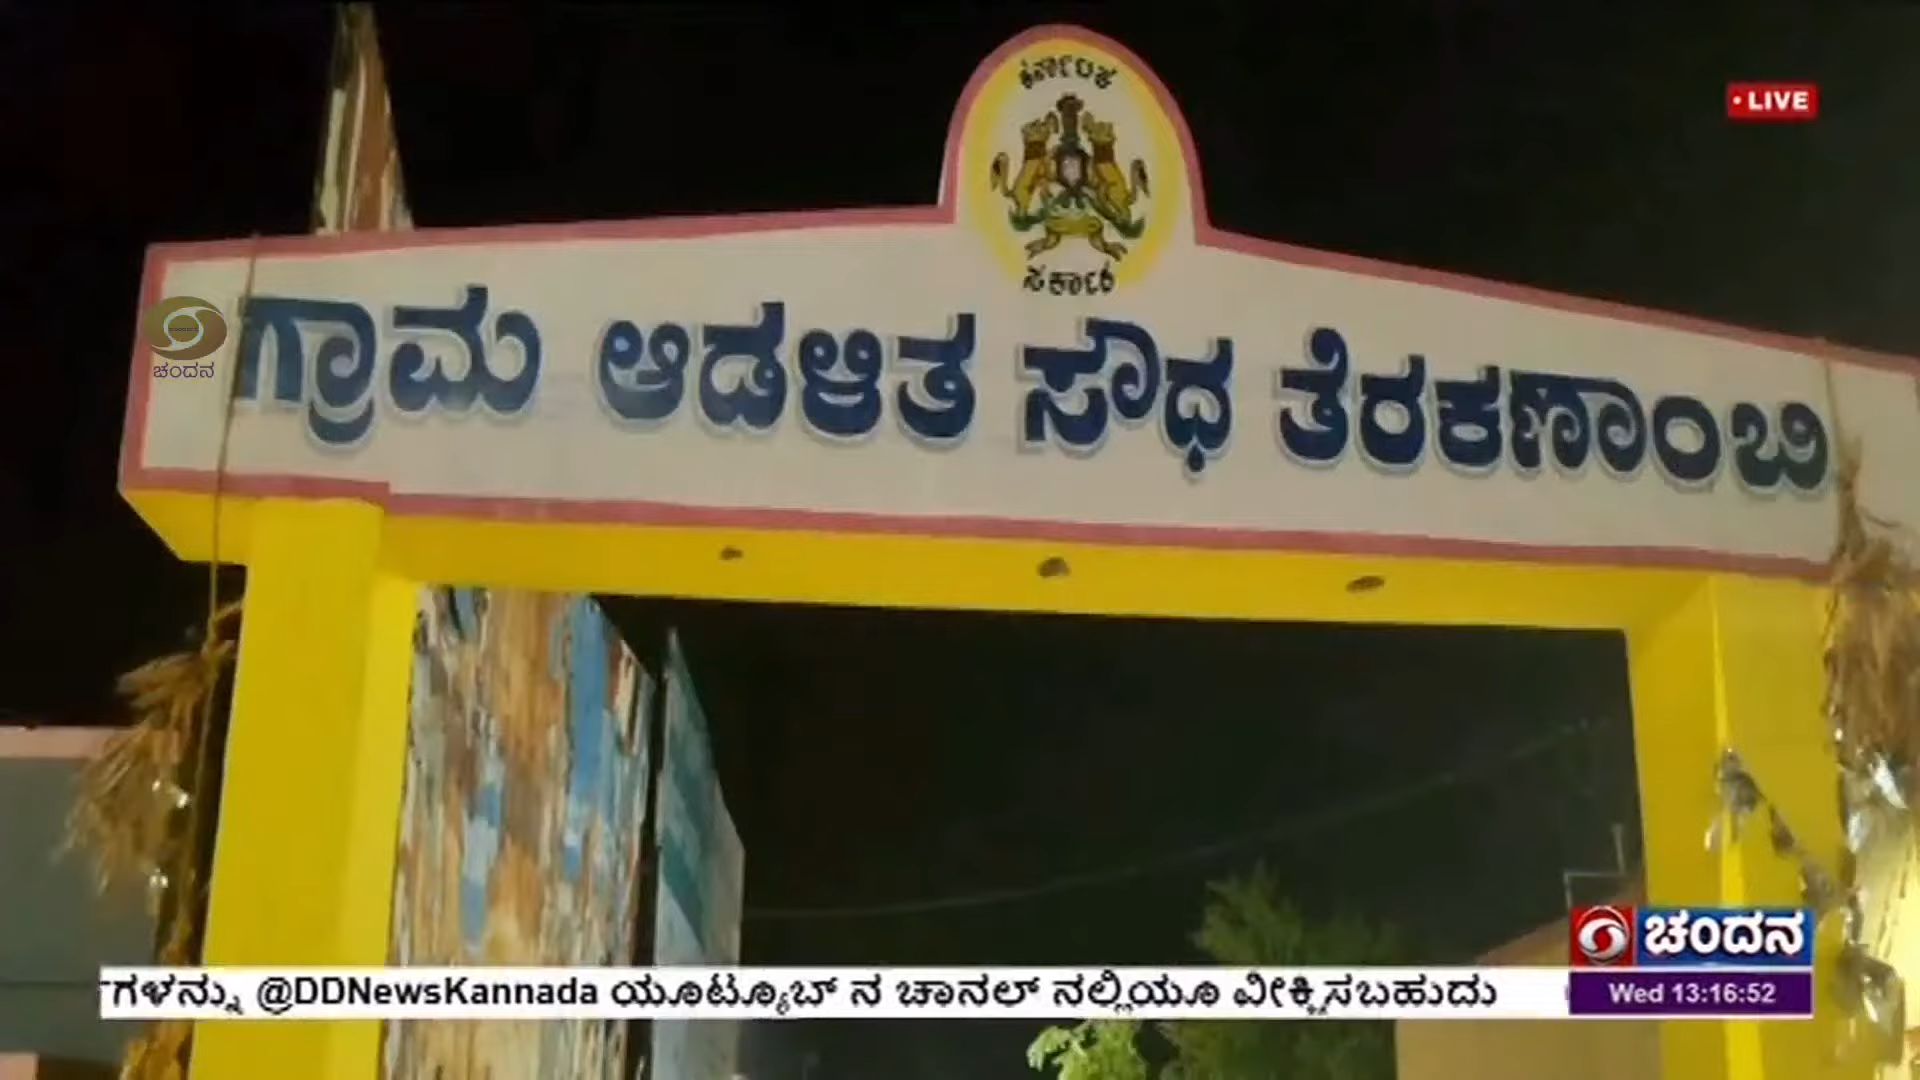 ಕರ್ನಾಟಕ
• LIVE
ಸರ್ಕಾರ
ಗ್ರಾಮ ಆಡಳಿತ ಸೌಧ ತೆರಕಣಾಂಬಿ
ಚಂದನ
ಚಂದನ
ಗಳನ್ನು @DDNewsKannada ಯೂಟ್ಯೂಬ್ ನ ಚಾನಲ್ ನಲ್ಲಿಯೂ ವೀಕ್ಷಿಸಬಹುದು
Wed 13:16:52